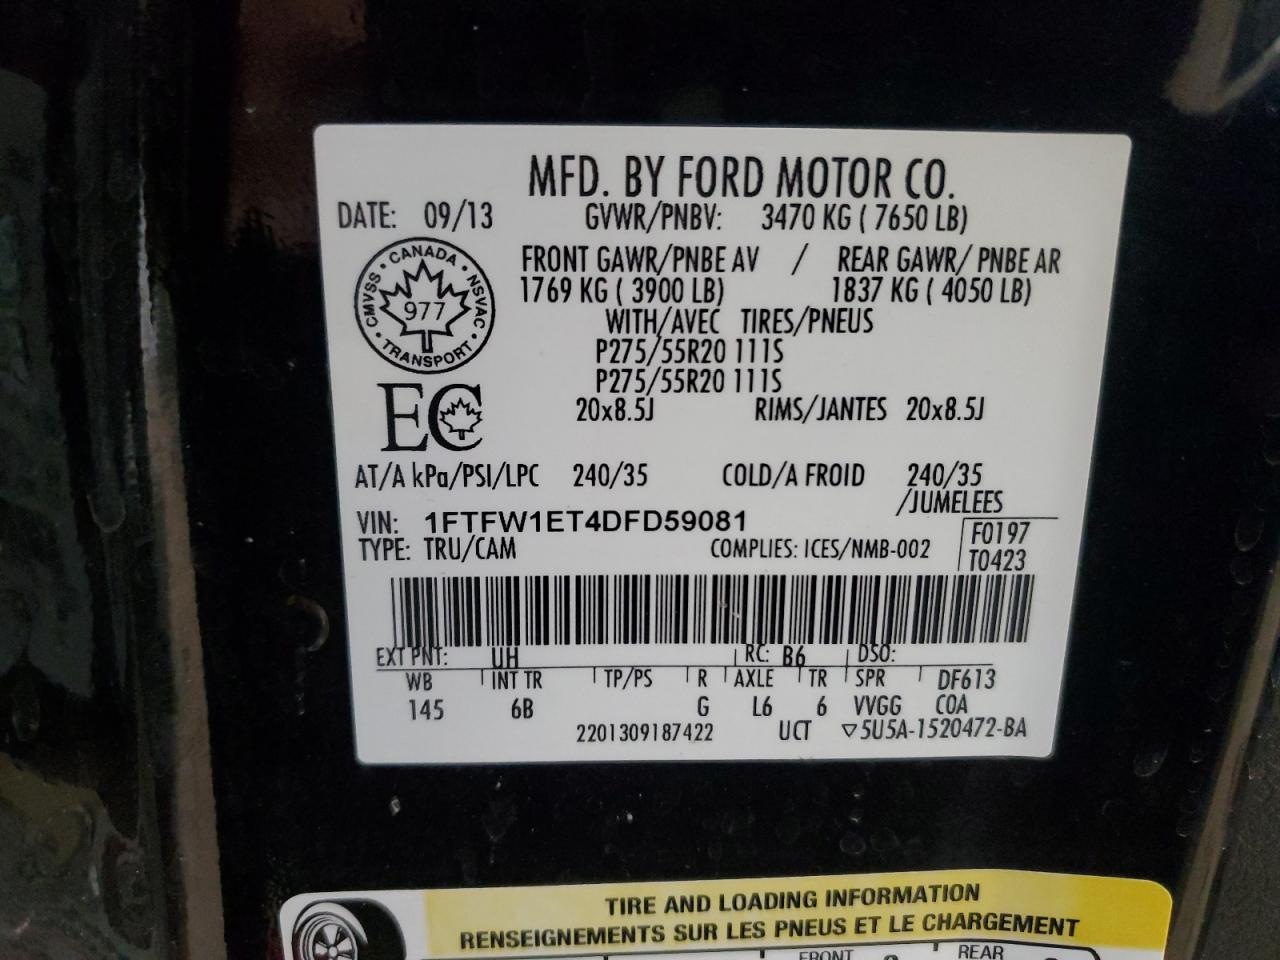 MFD. BY FORD MOTOR CO.
DATE: 09/13 GVWR/PNBV: 3470 KG ( 7650 LB)
FRONT GAWR/PNBE AV / REAR GAWR/ PNBE AR
1769 KG ( 3900 LB) 1837 KG ( 4050 LB)
WITH/AVEC TIRES/PNEUS
P275/55R20 111S
P275/55R20 111S
20x8.5J RIMS/JANTES 20x8.5J
CANADA
CMVSS NSVAC
977
TRANSPORT
EC
AT/A kPa/PSI/LPC 240/35 COLD/A FROID 240/35
/JUMELEES
VIN: 1FTFW1ET4DFD59081
F0197
TYPE: TRU/CAM COMPLIES: ICES/NMB-002
T0423
EXT PNT: UH RC: B6 DSO:
WB INT TR TP/PS R AXLE TR SPR DF613
145 6B G L6 6 VVGG COA
2201309187422 UCT ▽5U5A-1520472-BA
TIRE AND LOADING INFORMATION
RENSEIGNEMENTS SUR LES PNEUS ET LE CHARGEMENT
FRONT REAR